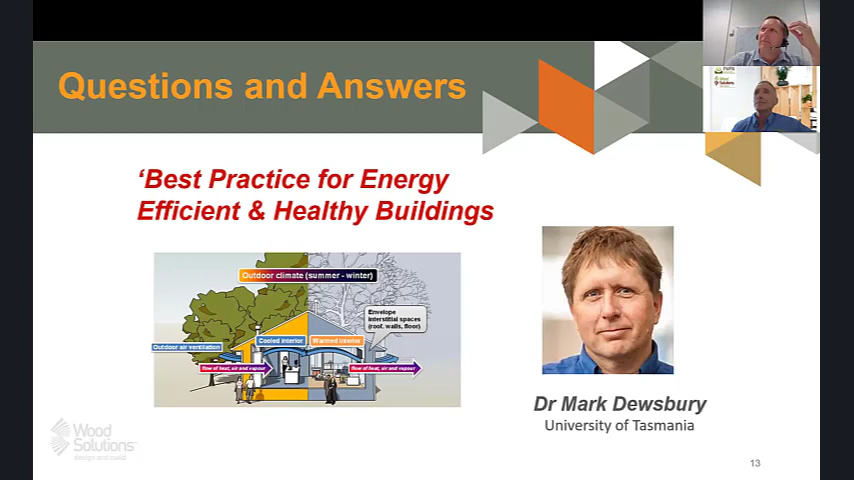 Questions and Answers
‘Best Practice for Energy
Efficient & Healthy Buildings
Outdoor climate (summer - winter)
Envelope
interstitial spaces
(roof, walls, floor)
Cooled interior
Warmed interior
Outdoor air ventilation
flow of heat, air and vapour
flow of heat, air and vapour
Dr Mark Dewsbury
University of Tasmania
Wood
Solutions
design and build
13